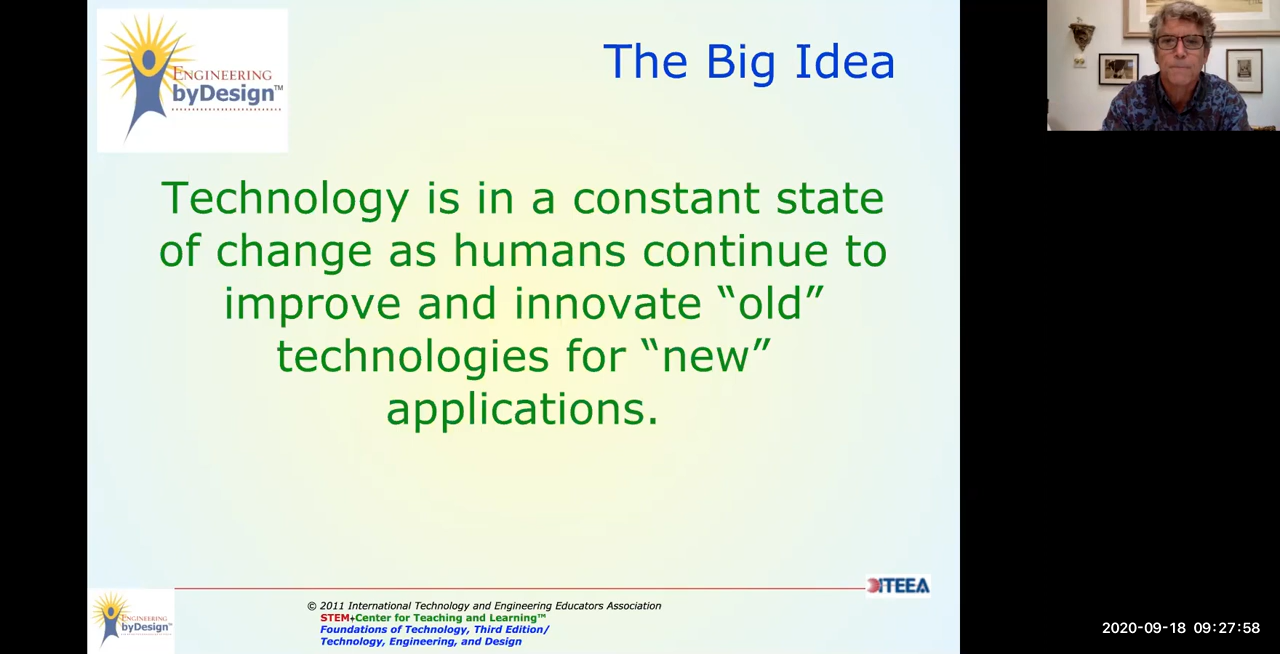 ENGINEERING
byDesign™
The Big Idea
Technology is in a constant state
of change as humans continue to
improve and innovate “old”
technologies for “new”
applications.
ITEEA
© 2011 International Technology and Engineering Educators Association
STEM+Center for Teaching and Learning™
Foundations of Technology, Third Edition/
Technology, Engineering, and Design
ENGINEERING
byDesign™
2020-09-18 09:27:58